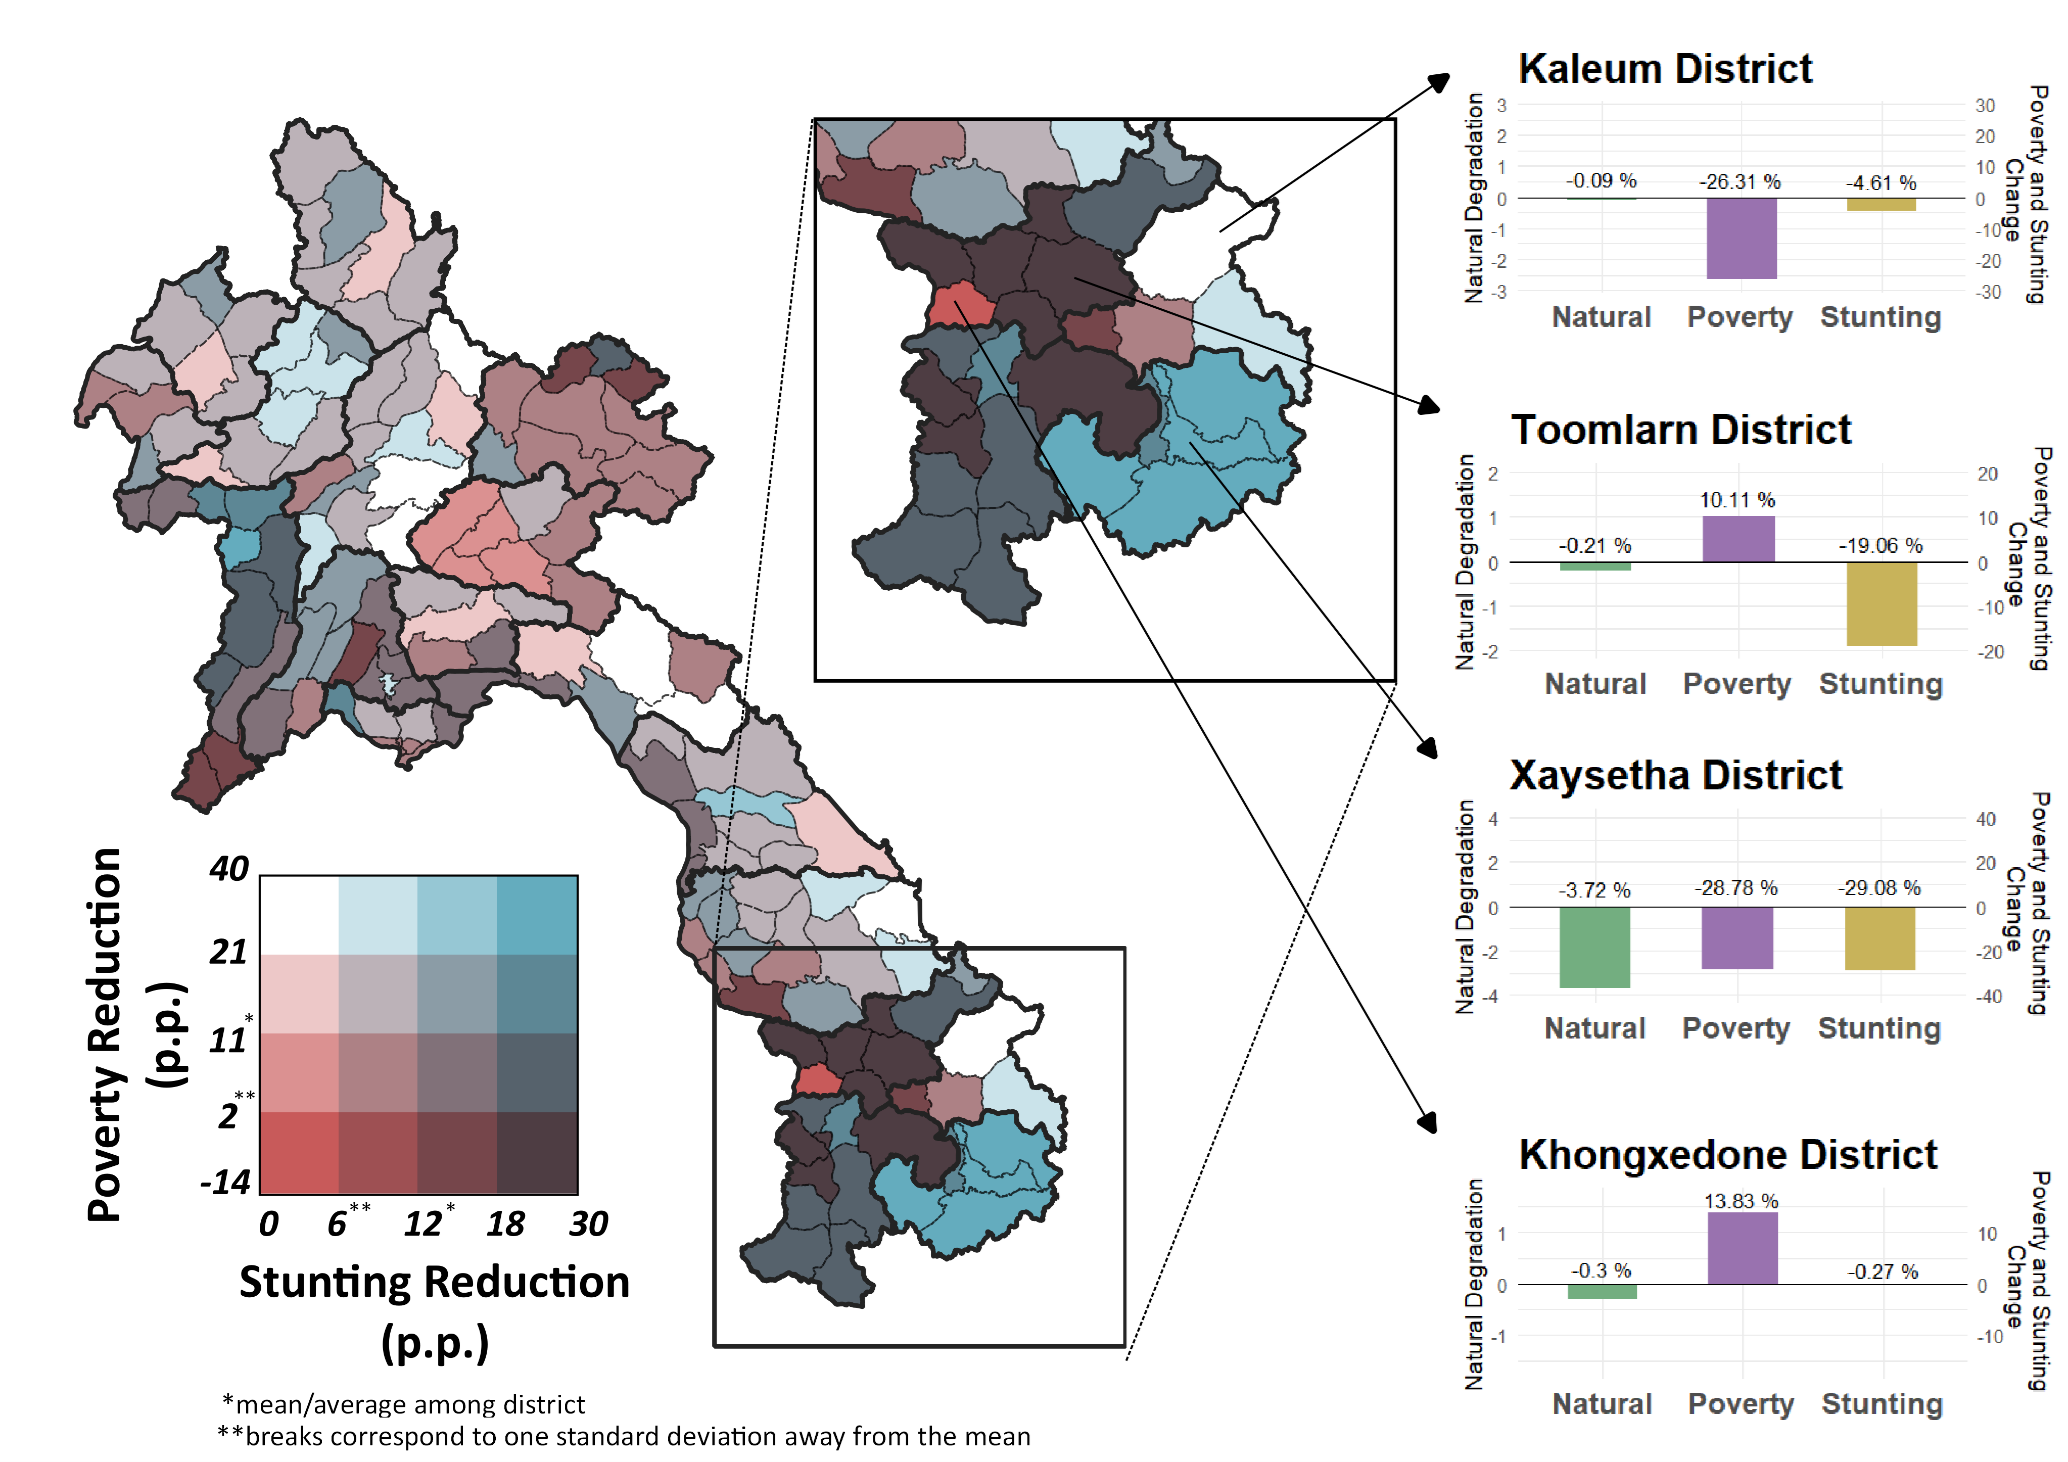 Kaleum District
Natural Degradation
3
2
1
0
-1
-2
-3
-0.09 %
-26.31 %
-4.61 %
30
20
10
0
-10
-20
-30
Poverty and Stunting
Change
Natural
Poverty
Stunting
Toomlarn District
Natural Degradation
2
1
0
-1
-2
-0.21 %
10.11 %
-19.06 %
20
10
0
-10
-20
Poverty and Stunting
Change
Natural
Poverty
Stunting
Xaysetha District
Natural Degradation
4
2
0
-2
-4
-3.72 %
-28.78 %
-29.08 %
40
20
0
-20
-40
Poverty and Stunting
Change
Natural
Poverty
Stunting
Khongxedone District
Natural Degradation
1
0
-1
-0.3 %
13.83 %
-0.27 %
10
0
-10
Poverty and Stunting
Change
Natural
Poverty
Stunting
Poverty Reduction
(p.p.)
40
21
11*
2**
-14
0
6**
12*
18
30
Stunting Reduction
(p.p.)
*mean/average among district
**breaks correspond to one standard deviation away from the mean